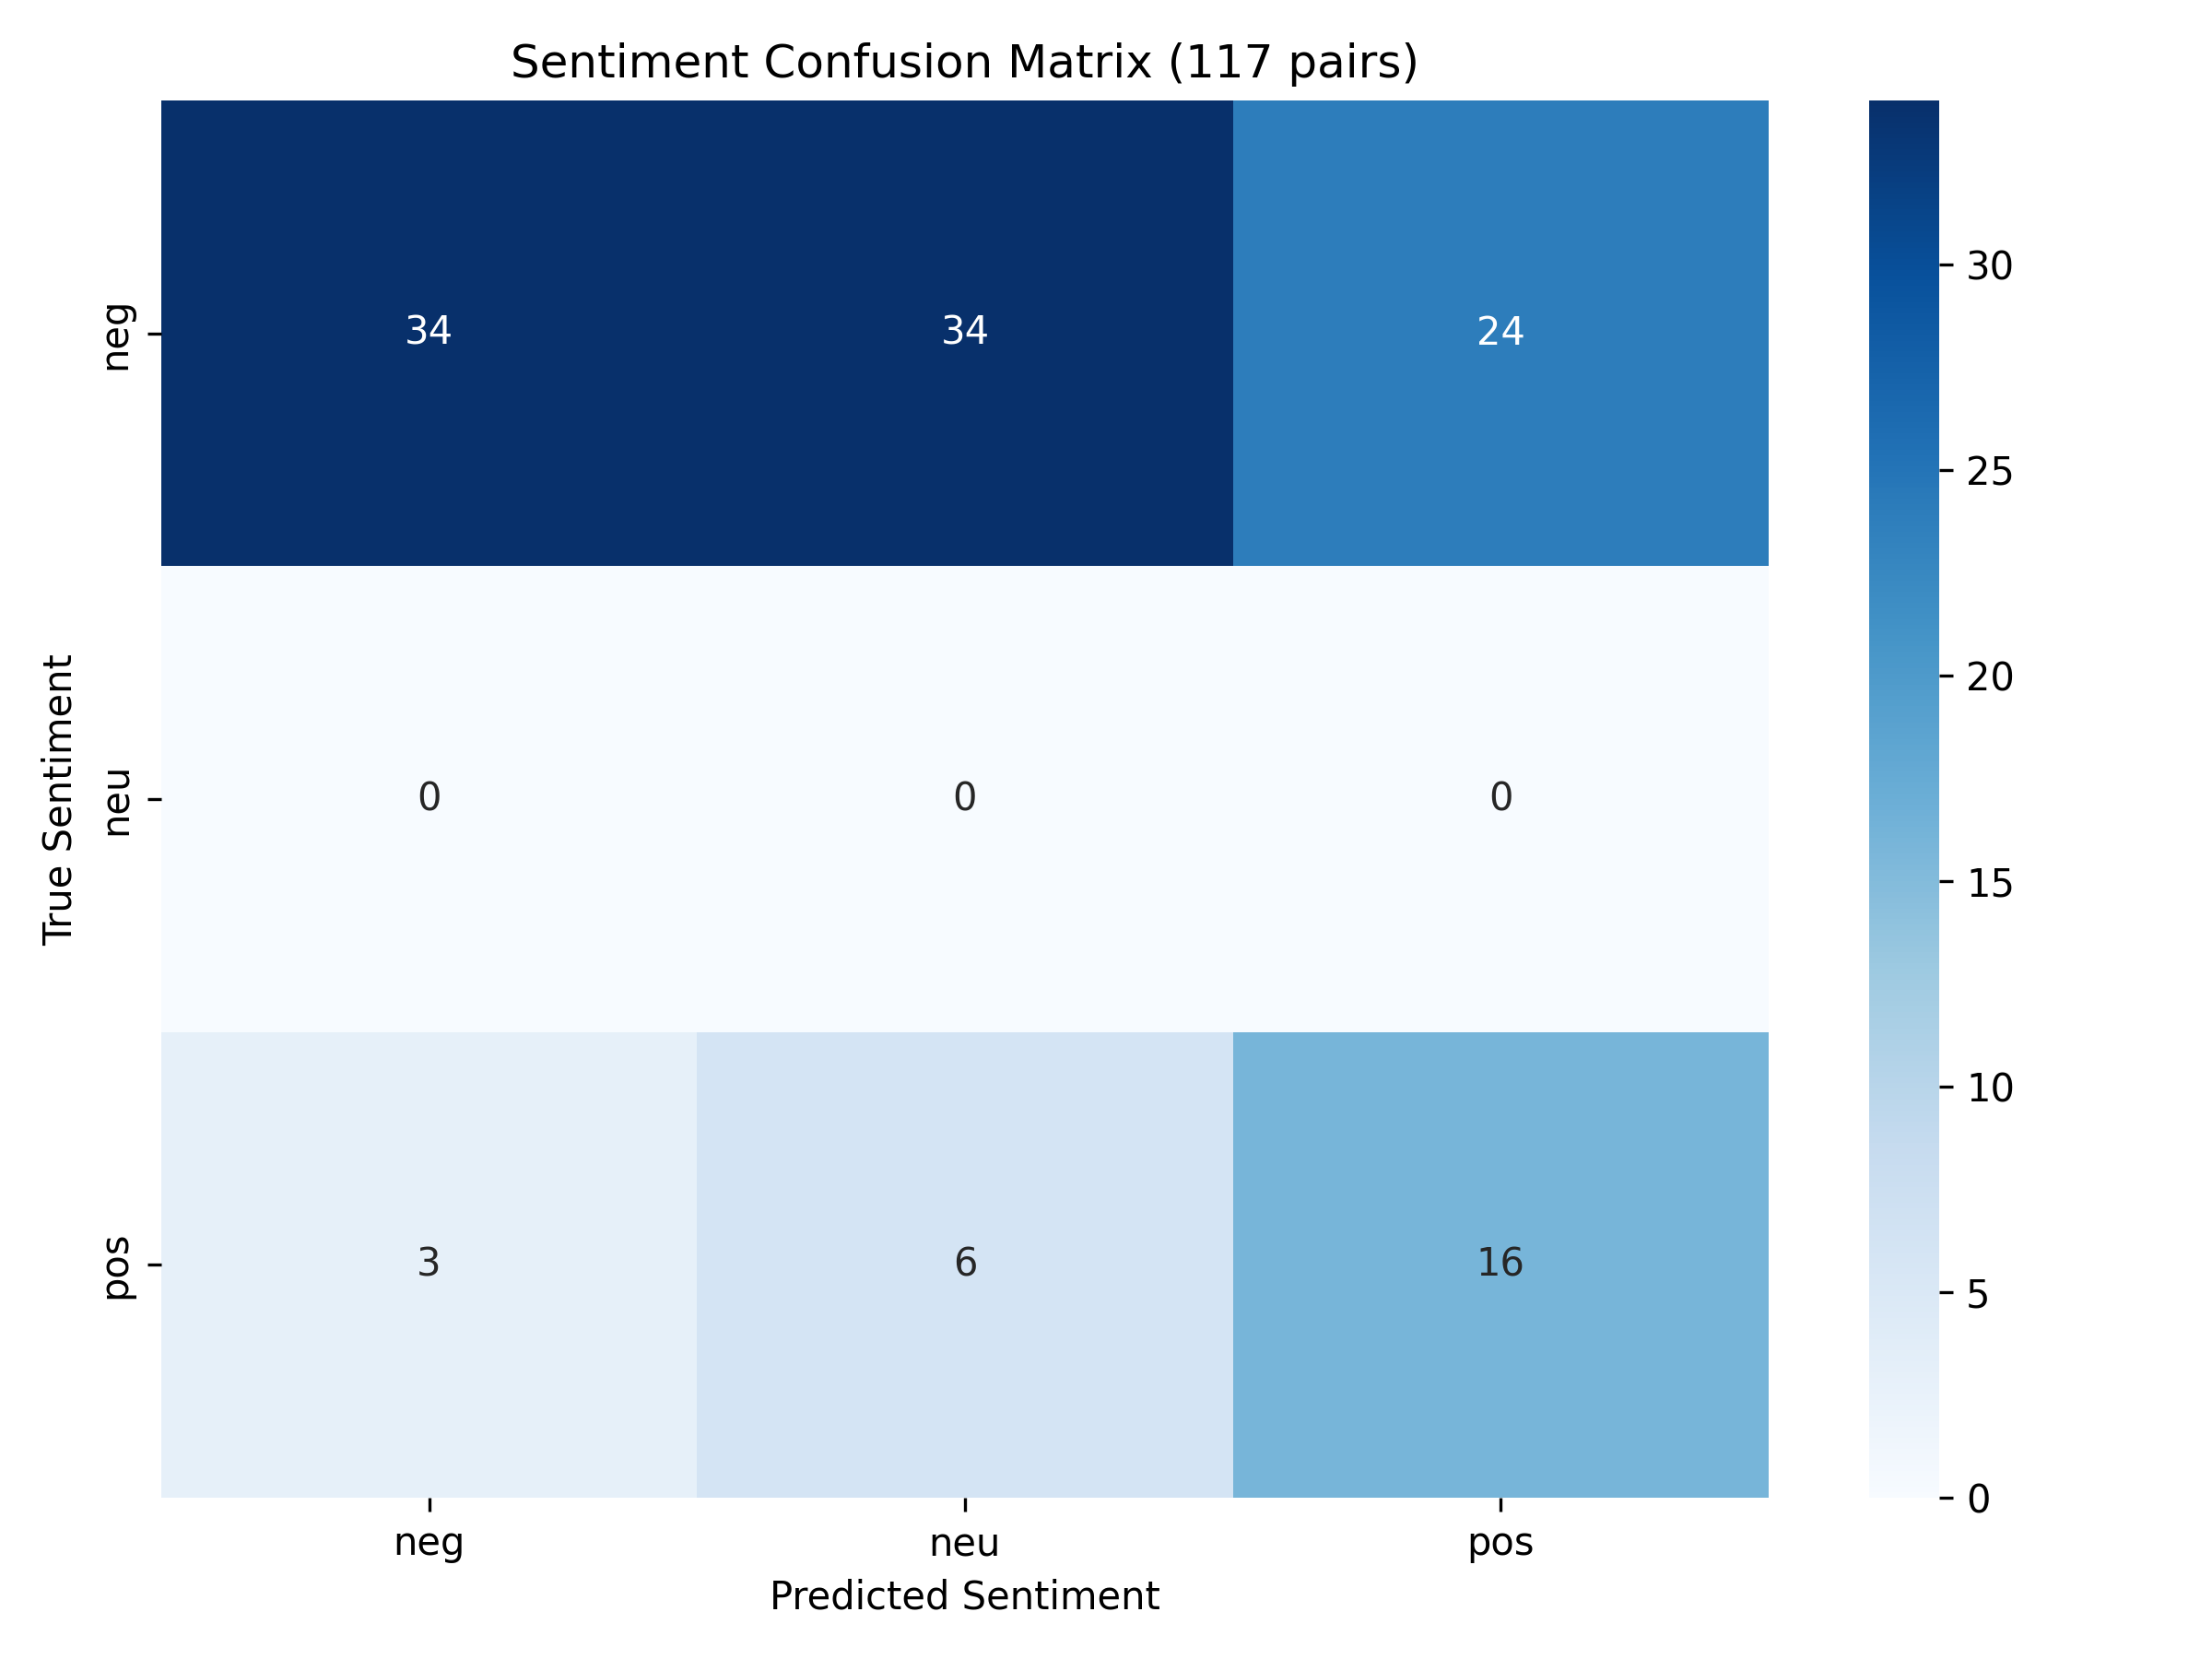 Sentiment Confusion Matrix (117 pairs)
True Sentiment
neg
34 34 24
neu
0 0 0
pos
3 6 16
neg neu pos
Predicted Sentiment
30
25
20
15
10
5
0